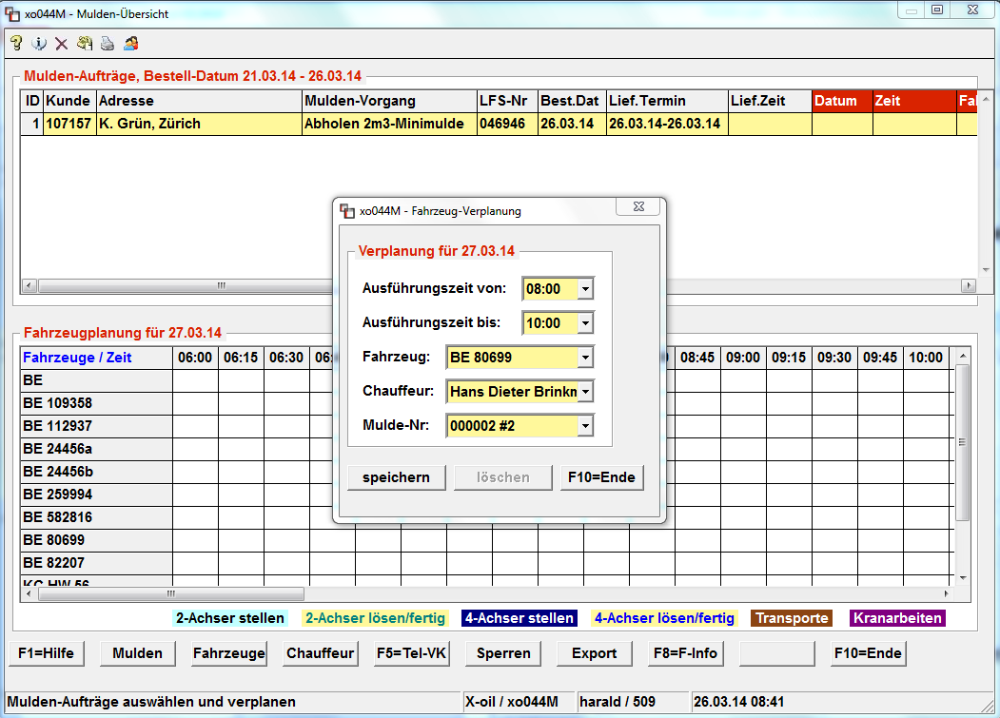 xo044M - Mulden-Übersicht
Mulden-Aufträge, Bestell-Datum 21.03.14 - 26.03.14
ID Kunde Adresse Mulden-Vorgang LFS-Nr Best.Dat Lief.Termin Lief.Zeit Datum Zeit
1 107157 K. Grün, Zürich Abholen 2m3-Minimulde 046946 26.03.14 26.03.14-26.03.14
xo044M - Fahrzeug-Verplanung
Verplanung für 27.03.14
Ausführungszeit von: 08:00
Ausführungszeit bis: 10:00
Fahrzeug: BE 80699
Chauffeur: Hans Dieter Brinkm
Mulde-Nr: 000002 #2
speichern löschen F10=Ende
Fahrzeugplanung für 27.03.14
Fahrzeuge / Zeit 06:00 06:15 06:30 08:45 09:00 09:15 09:30 09:45 10:00
BE
BE 109358
BE 112937
BE 24456a
BE 24456b
BE 259994
BE 582816
BE 80699
BE 82207
KC HW 56
2-Achser stellen 2-Achser lösen/fertig 4-Achser stellen 4-Achser lösen/fertig Transporte Kranarbeiten
F1=Hilfe Mulden Fahrzeuge Chauffeur F5=Tel-VK Sperren Export F8=F-Info F10=Ende
Mulden-Aufträge auswählen und verplanen X-oil / xo044M harald / 509 26.03.14 08:41